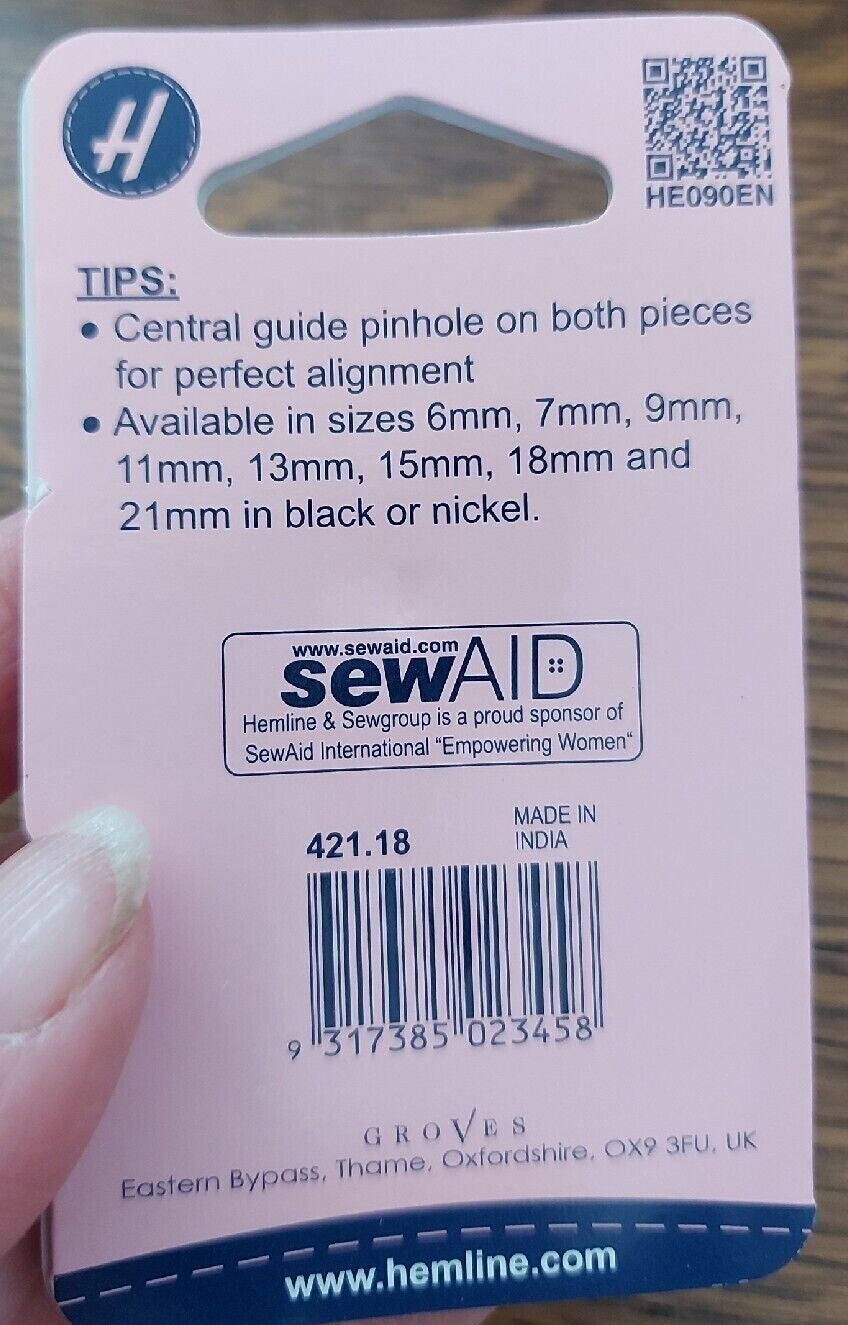 H
HE090EN
TIPS:
• Central guide pinhole on both pieces
for perfect alignment
• Available in sizes 6mm, 7mm, 9mm,
11mm, 13mm, 15mm, 18mm and
21mm in black or nickel.
www.sewaid.com
sewAID
Hemline & Sewgroup is a proud sponsor of
SewAid International "Empowering Women"
421.18
MADE IN
INDIA
9 317385 023458
GROVES
Eastern Bypass, Thame, Oxfordshire, OX9 3FU, UK
www.hemline.com